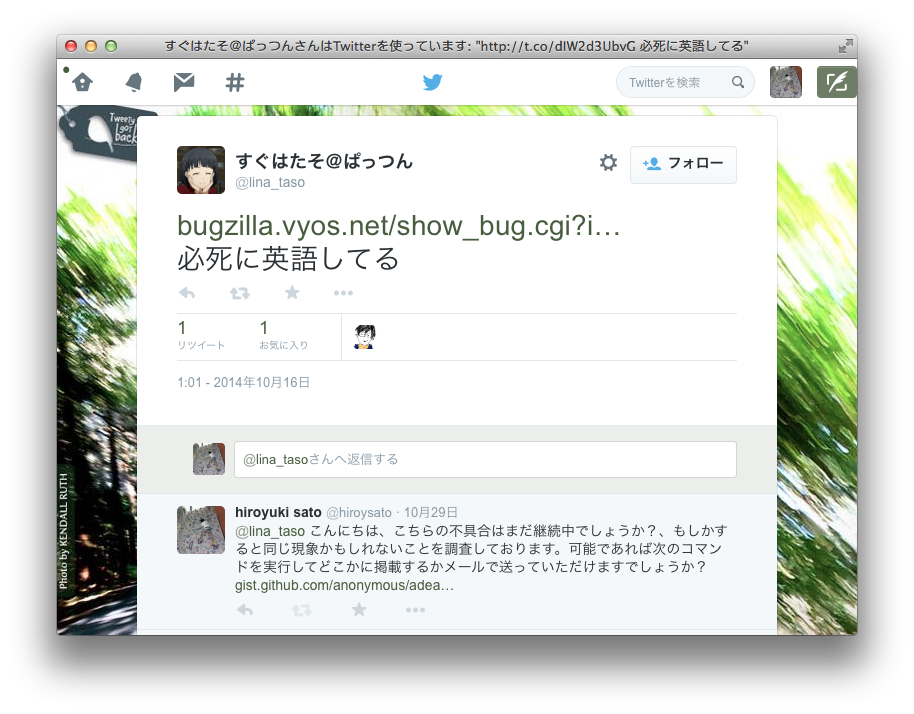 すぐはたそ@ぱっつんさんはTwitterを使っています: "http://t.co/dIW2d3UbvG 必死に英語してる"
Twitterを検索
Tweety
got
back
すぐはたそ@ぱっつん
@lina_taso
フォロー
bugzilla.vyos.net/show_bug.cgi?i…
必死に英語してる
1
1
リツイート
お気に入り
1:01 - 2014年10月16日
@lina_tasoさんへ返信する
hiroyuki sato @hiroysato · 10月29日
@lina_taso こんにちは、こちらの不具合はまだ継続中でしょうか？、もしかす
ると同じ現象かもしれないことを調査しております。可能であれば次のコマン
ドを実行してどこかに掲載するかメールで送っていただけますでしょうか？
gist.github.com/anonymous/adea…
Photo by KENDALL RUTH